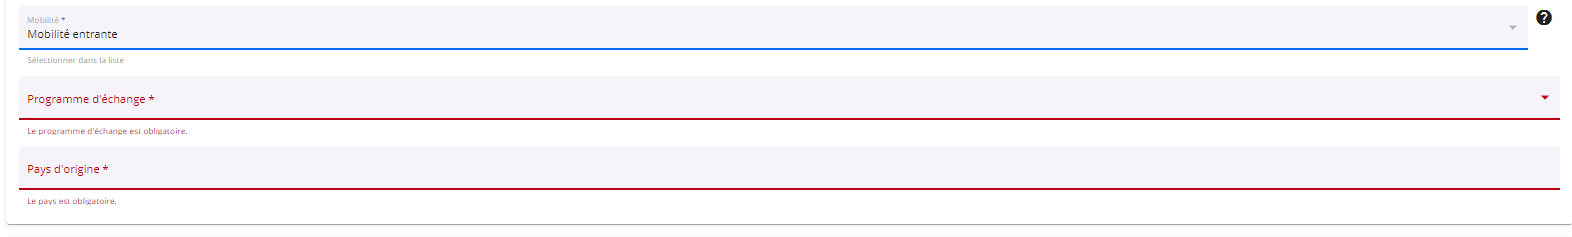 Mobilité *
Mobilité entrante
Sélectionner dans la liste
Programme d'échange *
Le programme d'échange est obligatoire.
Pays d'origine *
Le pays est obligatoire.